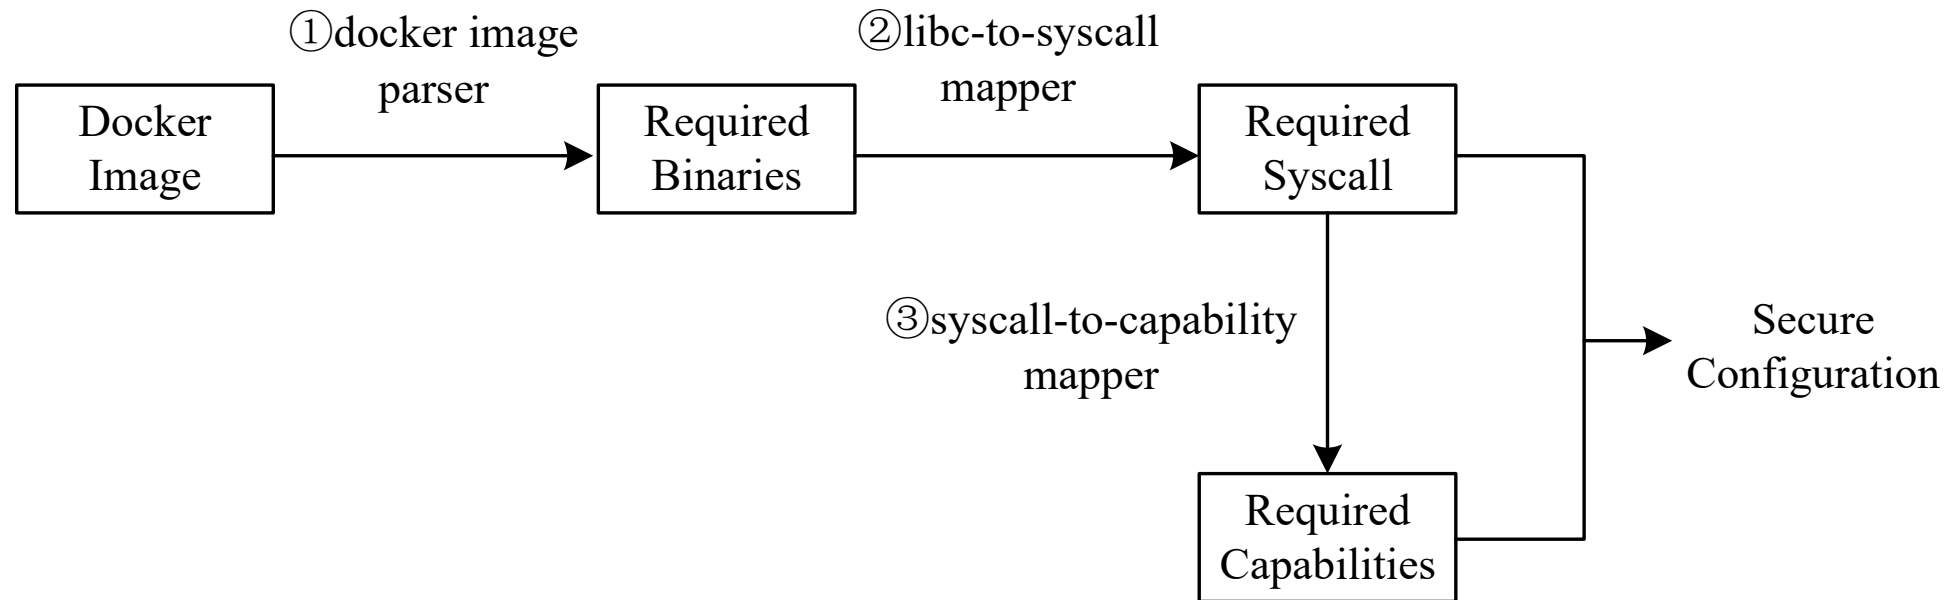 ①docker image
parser
②libc-to-syscall
mapper
Docker
Image
Required
Binaries
Required
Syscall
③syscall-to-capability
mapper
Secure
Configuration
Required
Capabilities